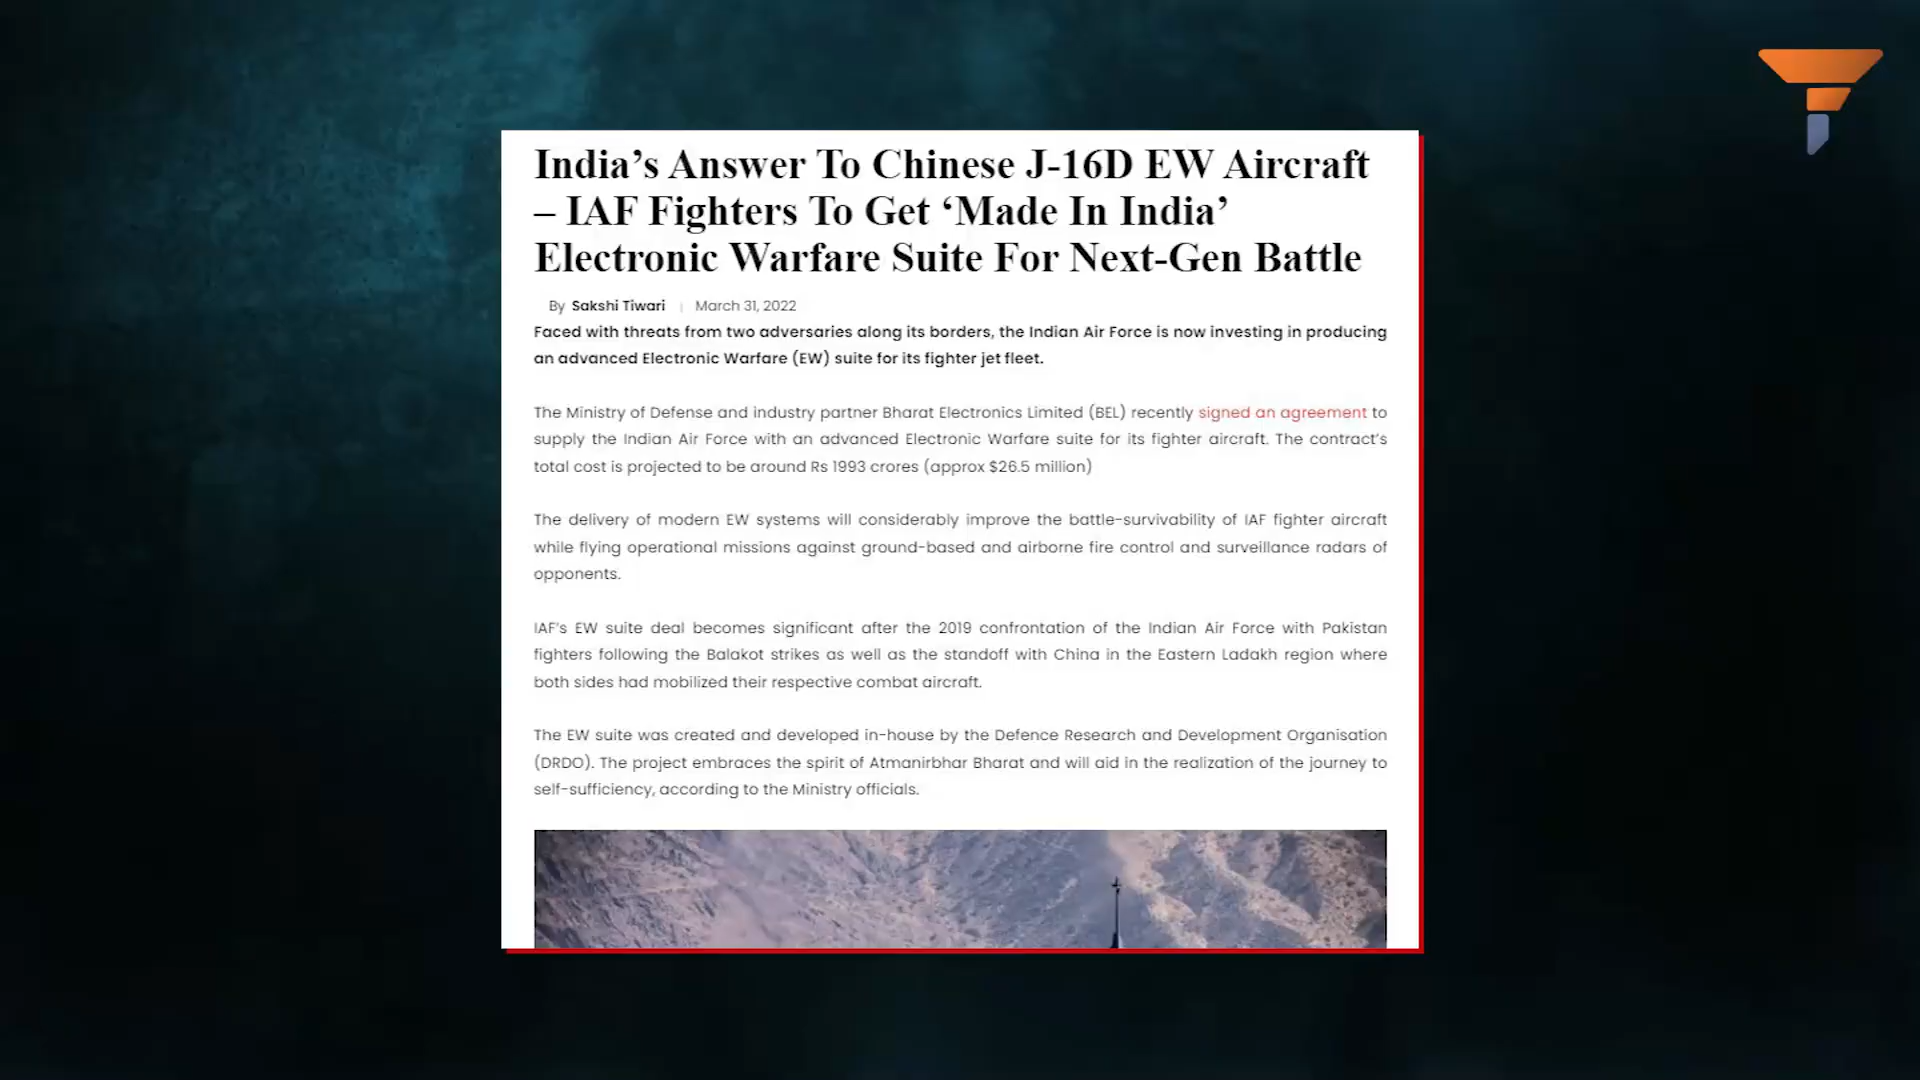 India’s Answer To Chinese J-16D EW Aircraft
– IAF Fighters To Get ‘Made In India’
Electronic Warfare Suite For Next-Gen Battle
By Sakshi Tiwari | March 31, 2022
Faced with threats from two adversaries along its borders, the Indian Air Force is now investing in producing
an advanced Electronic Warfare (EW) suite for its fighter jet fleet.
The Ministry of Defense and industry partner Bharat Electronics Limited (BEL) recently signed an agreement to
supply the Indian Air Force with an advanced Electronic Warfare suite for its fighter aircraft. The contract’s
total cost is projected to be around Rs 1993 crores (approx $26.5 million)
The delivery of modern EW systems will considerably improve the battle-survivability of IAF fighter aircraft
while flying operational missions against ground-based and airborne fire control and surveillance radars of
opponents.
IAF’s EW suite deal becomes significant after the 2019 confrontation of the Indian Air Force with Pakistan
fighters following the Balakot strikes as well as the standoff with China in the Eastern Ladakh region where
both sides had mobilized their respective combat aircraft.
The EW suite was created and developed in-house by the Defence Research and Development Organisation
(DRDO). The project embraces the spirit of Atmanirbhar Bharat and will aid in the realization of the journey to
self-sufficiency, according to the Ministry officials.